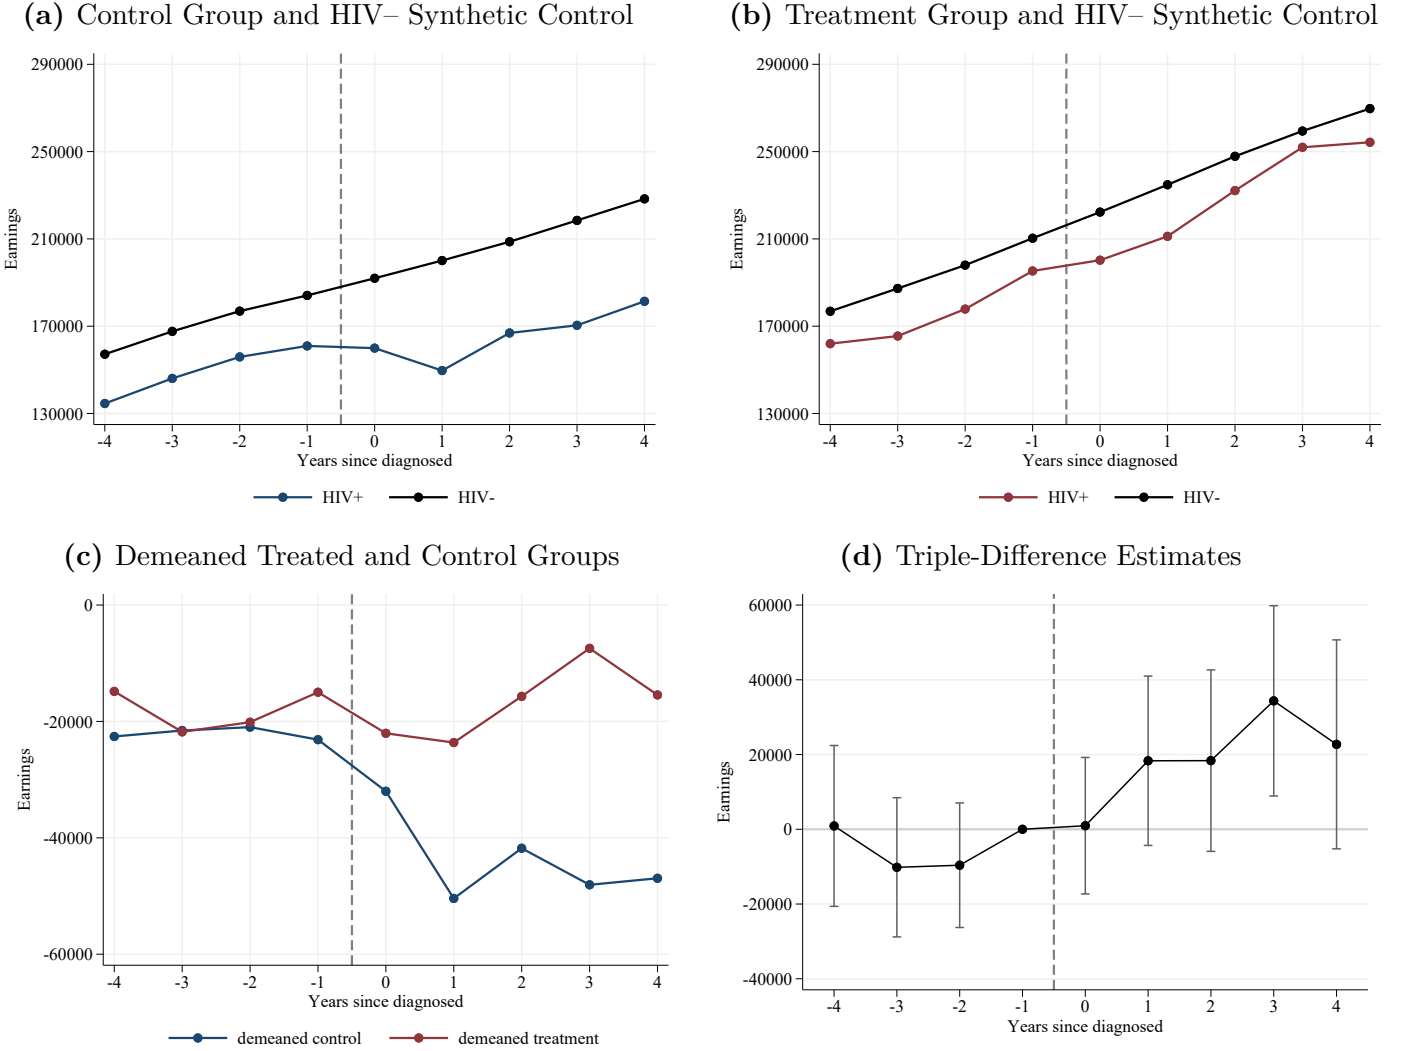 (a) Control Group and HIV– Synthetic Control
290000
250000
210000
170000
130000
Earnings
-4 -3 -2 -1 0 1 2 3 4
Years since diagnosed
HIV+ HIV-
(b) Treatment Group and HIV– Synthetic Control
290000
250000
210000
170000
130000
Earnings
-4 -3 -2 -1 0 1 2 3 4
Years since diagnosed
HIV+ HIV-
(c) Demeaned Treated and Control Groups
0
-20000
-40000
-60000
Earnings
-4 -3 -2 -1 0 1 2 3 4
Years since diagnosed
demeaned control demeaned treatment
(d) Triple-Difference Estimates
60000
40000
20000
0
-20000
-40000
Earnings
-4 -3 -2 -1 0 1 2 3 4
Years since diagnosed